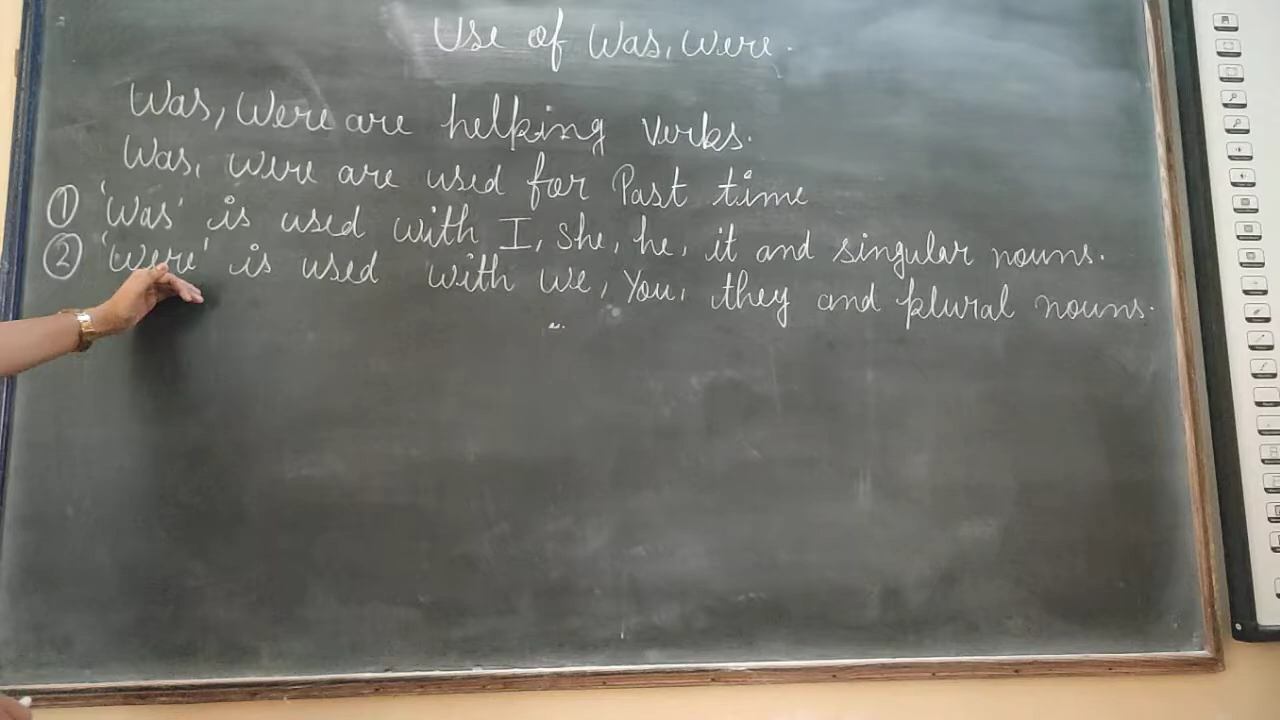 Use of Was, Were.
Was, Were are helping verbs.
Was, were are used for Past time
① 'Was' is used with I, She, he, it and singular nouns.
② 'Were' is used with we, You, they and plural nouns.